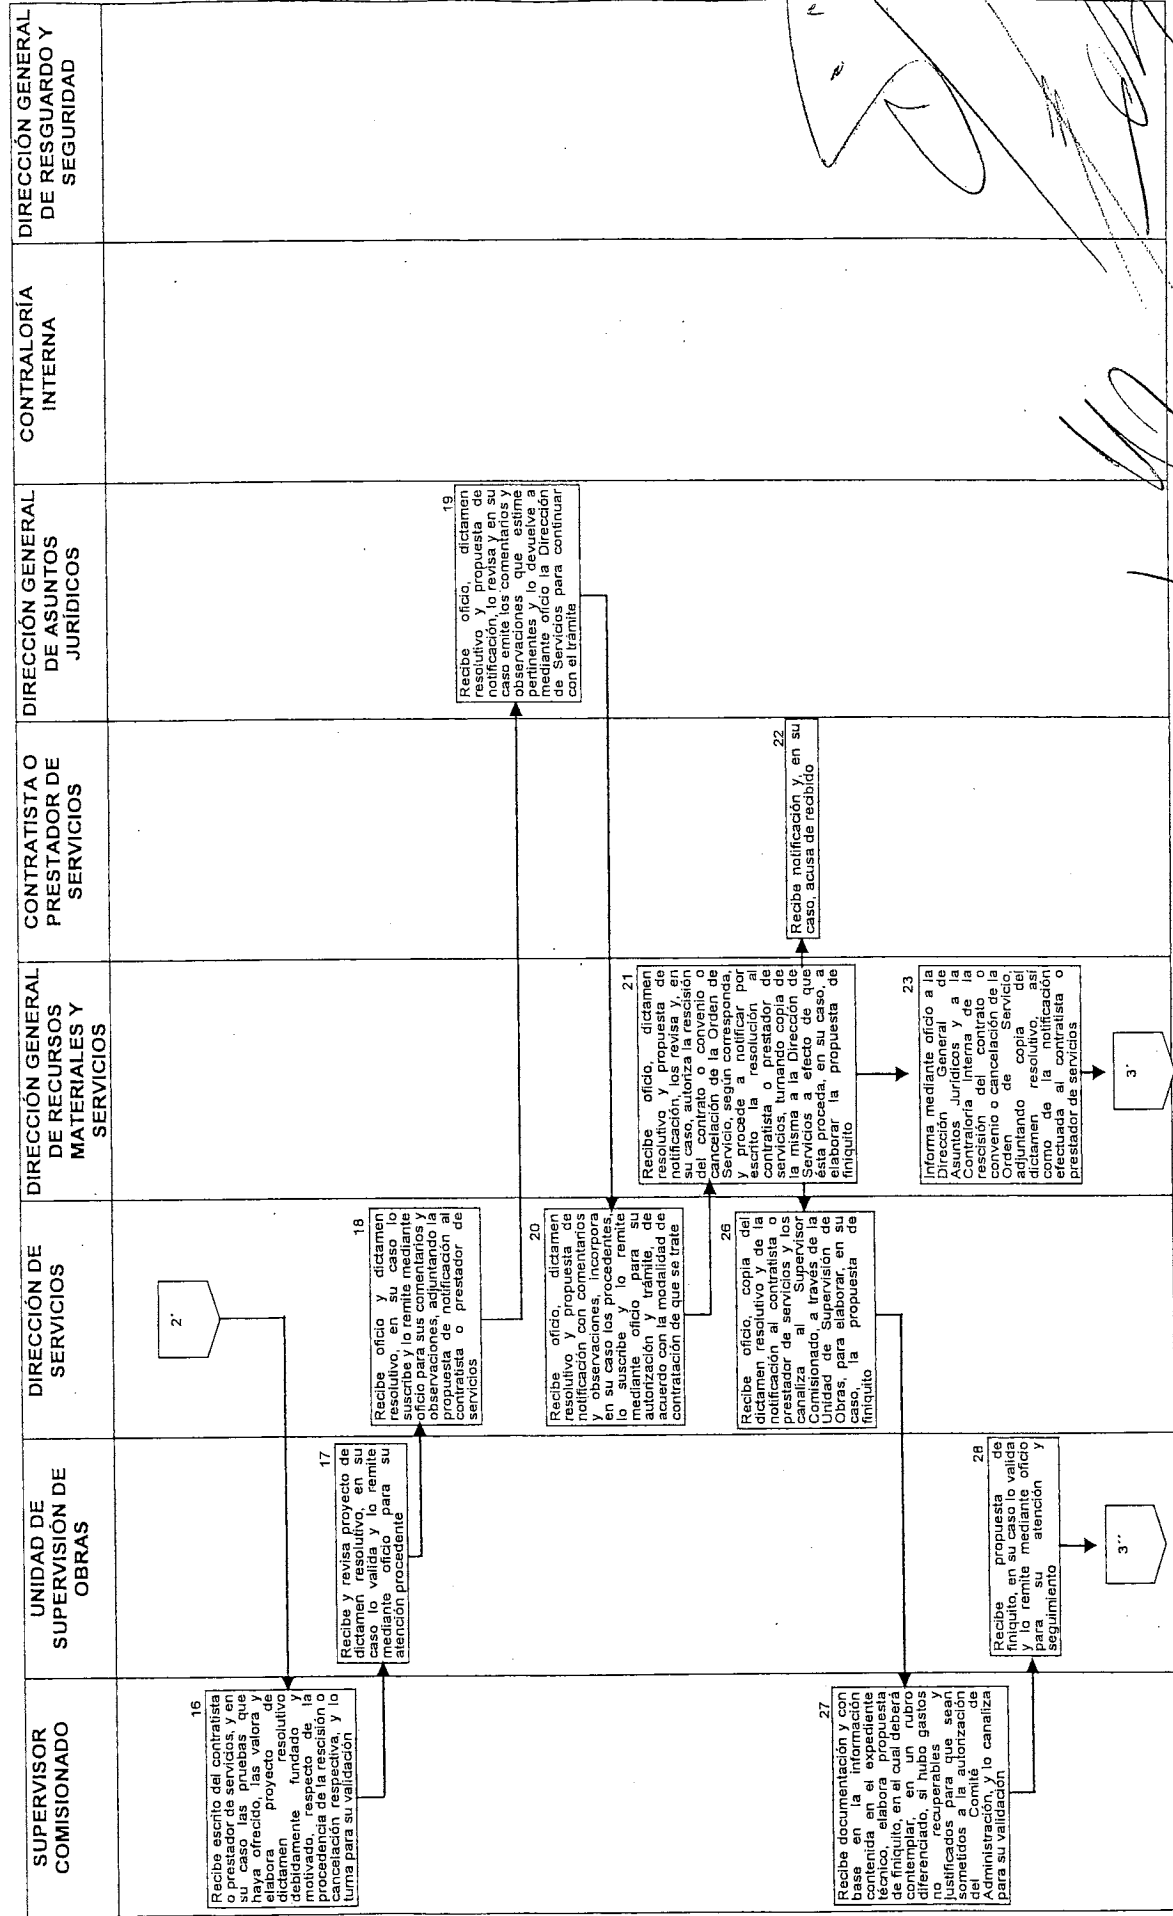 SUPERVISOR
COMISIONADO
UNIDAD DE
SUPERVISIÓN DE
OBRAS
DIRECCIÓN DE
SERVICIOS
DIRECCIÓN GENERAL
DE RECURSOS
MATERIALES Y
SERVICIOS
CONTRATISTA O
PRESTADOR DE
SERVICIOS
DIRECCIÓN GENERAL
DE ASUNTOS
JURÍDICOS
CONTRALORÍA
INTERNA
DIRECCIÓN GENERAL
DE RESGUARDO Y
SEGURIDAD
2'
16
Recibe escrito del contratista
o prestador de servicios, y en
su caso las pruebas que
haya ofrecido, las valora y
elabora proyecto de
dictamen resolutivo
debidamente fundado y
motivado, respecto de la
procedencia de la rescisión o
cancelación respectiva, y lo
turna para su validación
17
Recibe y revisa proyecto de
dictamen resolutivo, en su
caso lo valida y lo remite
mediante oficio para su
atención procedente
18
Recibe oficio y dictamen
resolutivo, en su caso lo
suscribe y lo remite mediante
oficio para sus comentarios y
observaciones, adjuntando la
propuesta de notificación al
contratista o prestador de
servicios
19
Recibe oficio, dictamen
resolutivo y propuesta de
notificación, lo revisa y en su
caso emite los comentarios y
observaciones que estime
pertinentes y lo devuelve a
mediante oficio la Dirección
de Servicios para continuar
con el trámite
20
Recibe oficio, dictamen
resolutivo y propuesta de
notificación con comentarios
y observaciones, incorpora
en su caso los procedentes,
lo suscribe y lo remite
mediante oficio para su
autorización y trámite, de
acuerdo con la modalidad de
contratación de que se trate
21
Recibe oficio, dictamen
resolutivo y propuesta de
notificación, los revisa y, en
su caso, autoriza la rescisión
del contrato o convenio o
cancelación de la Orden de
Servicio, según corresponda,
y procede a notificar por
escrito la resolución al
contratista o prestador de
servicios, turnando copia de
la misma a la Dirección de
Servicios a efecto de que
ésta proceda, en su caso, a
elaborar la propuesta de
finiquito
22
Recibe notificación y, en su
caso, acusa de recibido
23
Informa mediante oficio a la
Dirección General de
Asuntos Jurídicos y a la
Contraloría Interna de la
rescisión del contrato o
convenio o cancelación de la
Orden de Servicio,
adjuntando copia del
dictamen resolutivo, así
como de la notificación
efectuada al contratista o
prestador de servicios
3'
26
Recibe oficio, copia del
dictamen resolutivo y de la
notificación al contratista o
prestador de servicios y los
canaliza al Supervisor
Comisionado, a través de la
Unidad de Supervisión de
Obras, para elaborar, en su
caso, la propuesta de
finiquito
27
Recibe documentación y con
base en la información
contenida en el expediente
técnico, elabora propuesta
de finiquito, en el cual deberá
contemplar, en un rubro
diferenciado, si hubo gastos
no recuperables y
justificados para que sean
sometidos a la autorización
del Comité de
Administración, y lo canaliza
para su validación
28
Recibe propuesta de
finiquito, en su caso lo valida
y lo remite mediante oficio
para su atención y
seguimiento
3''